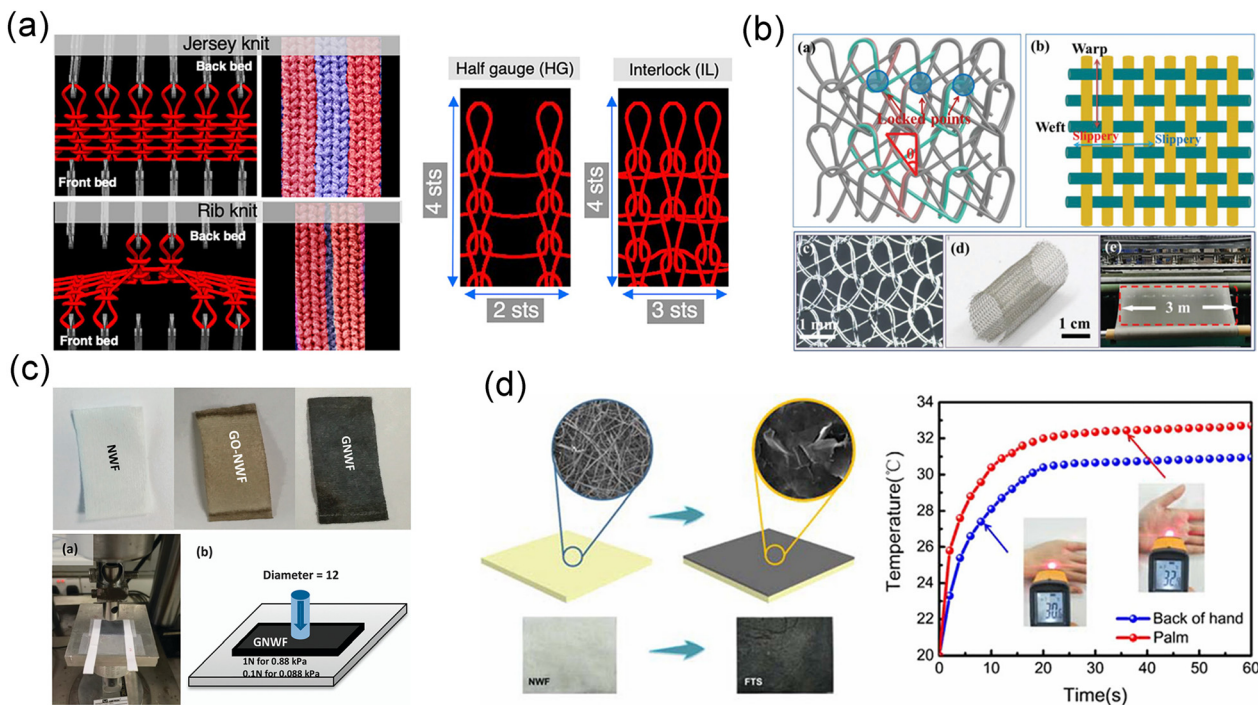 (a)
Jersey knit
Back bed
Front bed
Rib knit
Back bed
Front bed
Half gauge (HG)
4 sts
2 sts
Interlock (IL)
4 sts
3 sts
(b)
(a)
Locked points
θ
(b)
Warp
Weft
Slippery
Slippery
(c)
1 mm
(d)
1 cm
(e)
3 m
(c)
NWF
GO-NWF
GNWF
(a)
(b)
Diameter = 12
GNWF
1N for 0.88 kPa
0.1N for 0.088 kPa
(d)
NWF
FTS
Temperature(℃)
34
32
30
28
26
24
22
20
18
0
10
20
30
40
50
60
Time(s)
Back of hand
Palm
32